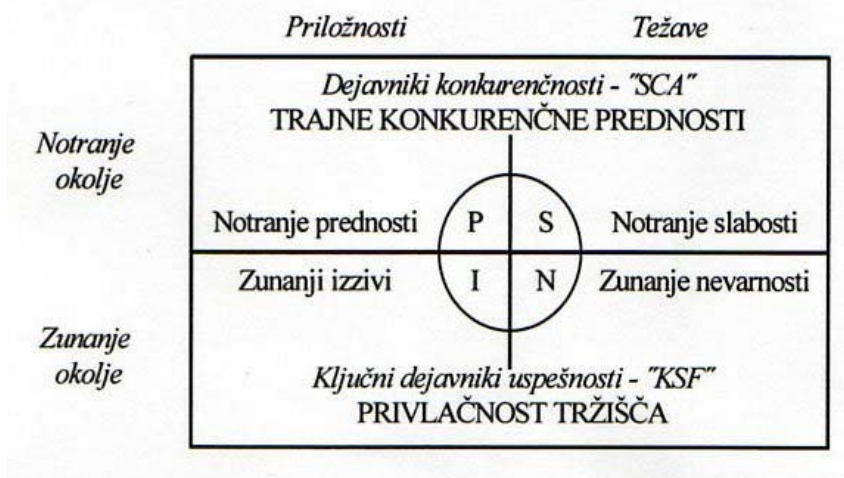 Priložnosti Težave
Dejavniki konkurenčnosti - "SCA"
TRAJNE KONKURENČNE PREDNOSTI
Notranje
okolje
Notranje prednosti P S Notranje slabosti
Zunanji izzivi I N Zunanje nevarnosti
Zunanje
okolje
Ključni dejavniki uspešnosti - "KSF"
PRIVLAČNOST TRŽIŠČA